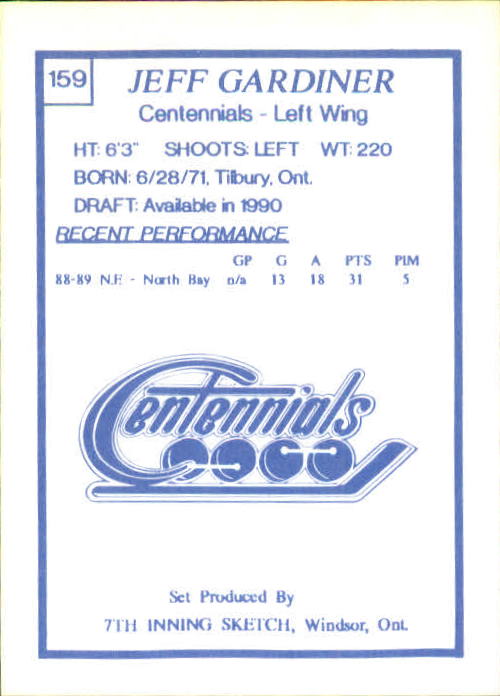 159
JEFF GARDINER
Centennials - Left Wing
HT: 6'3" SHOOTS: LEFT WT: 220
BORN: 6/28/71, Tilbury, Ont.
DRAFT: Available in 1990
RECENT PERFORMANCE
GP G A PTS PIM
88-89 N.E. - North Bay n/a 13 18 31 5
Centennials
Set Produced By
7TH INNING SKETCH, Windsor, Ont.